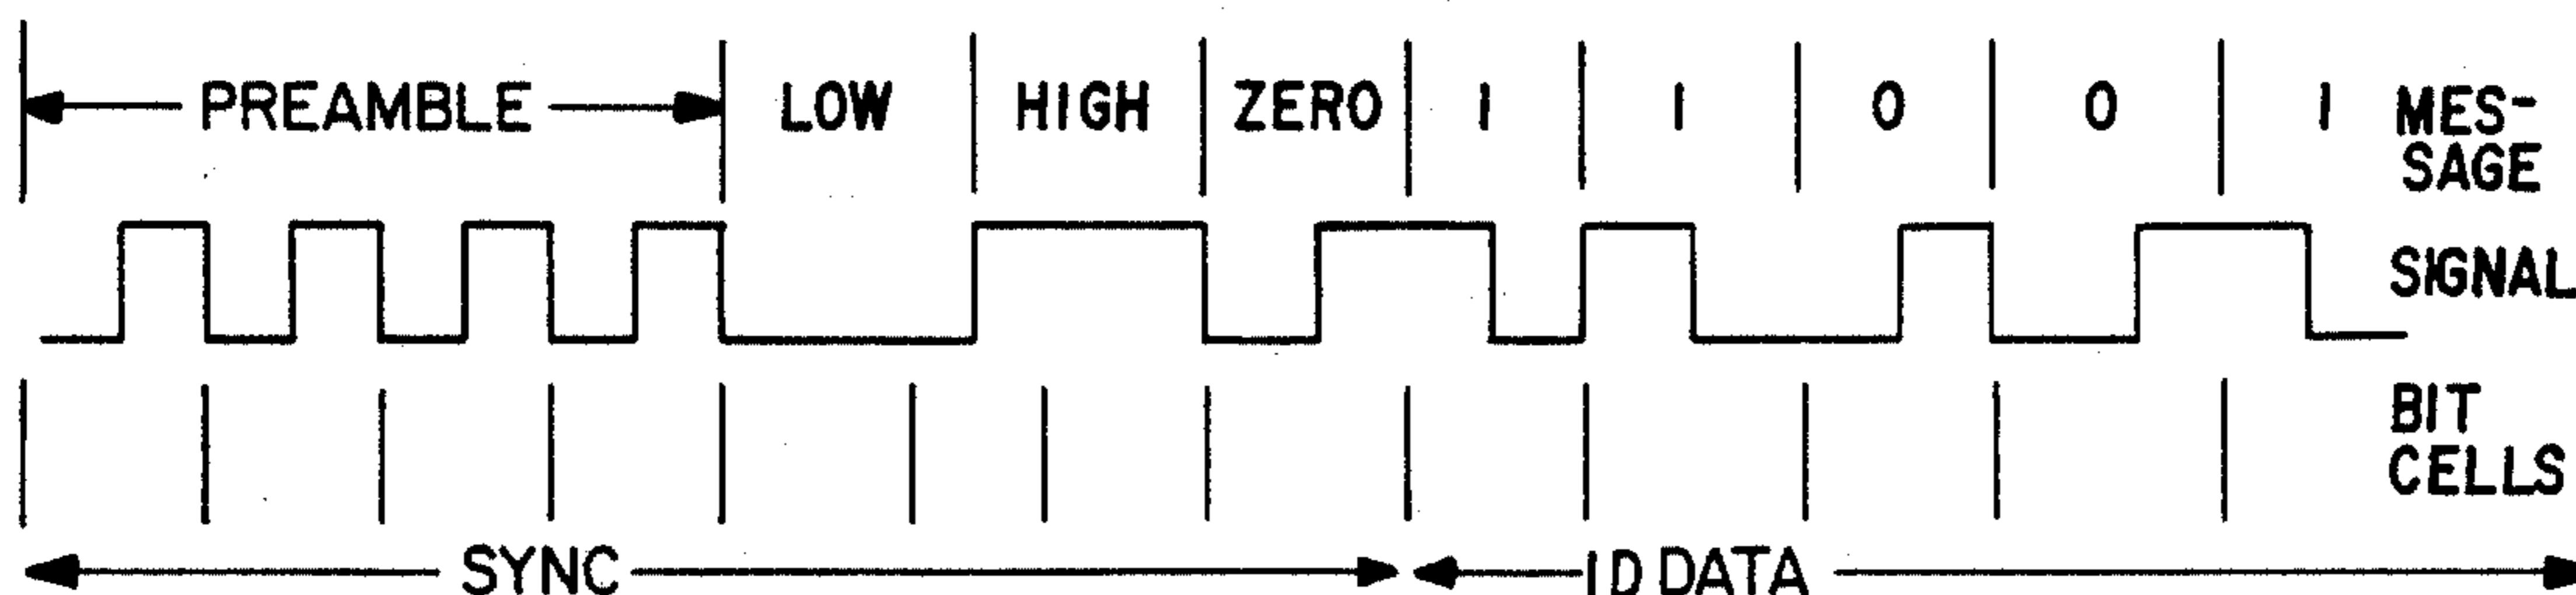 PREAMBLE LOW HIGH ZERO 1 1 0 0 1 MES-
SAGE
SIGNAL
BIT
CELLS
SYNC ID DATA